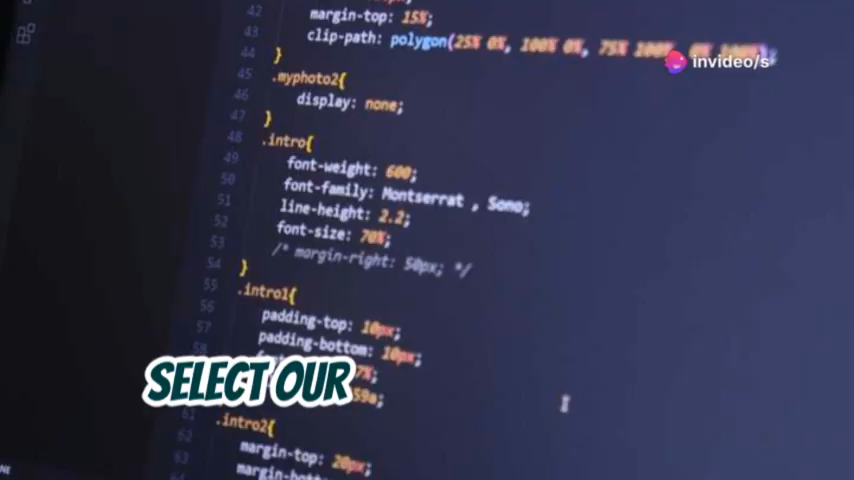 42
margin-top: 15%;
43
clip-path: polygon(25% 0%, 100% 0%, 75% 100%, 0% 100%);
44 }
45 .myphoto2{
46 display: none;
47 }
48 .intro{
49 font-weight: 600;
50 font-family: Montserrat , Sono;
51 line-height: 2.2;
52 font-size: 70%;
53 /* margin-right: 50px; */
54 }
55 .intro1{
56 padding-top: 10px;
57 padding-bottom: 10px;
58
61 .intro2{
62 margin-top: 20px;
63
invideo/s
SELECT OUR